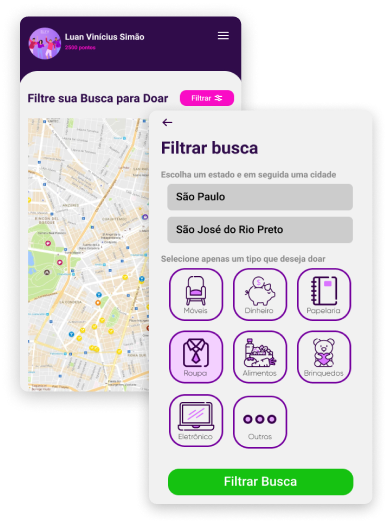 Luan Vinícius Simão
2500 pontos
Filtre sua Busca para Doar
Filtrar
Filtrar busca
Escolha um estado e em seguida uma cidade
São Paulo
São José do Rio Preto
Selecione apenas um tipo que deseja doar
Móveis
Dinheiro
Papelaria
Roupa
Alimentos
Brinquedos
Eletrônico
Outros
Filtrar Busca